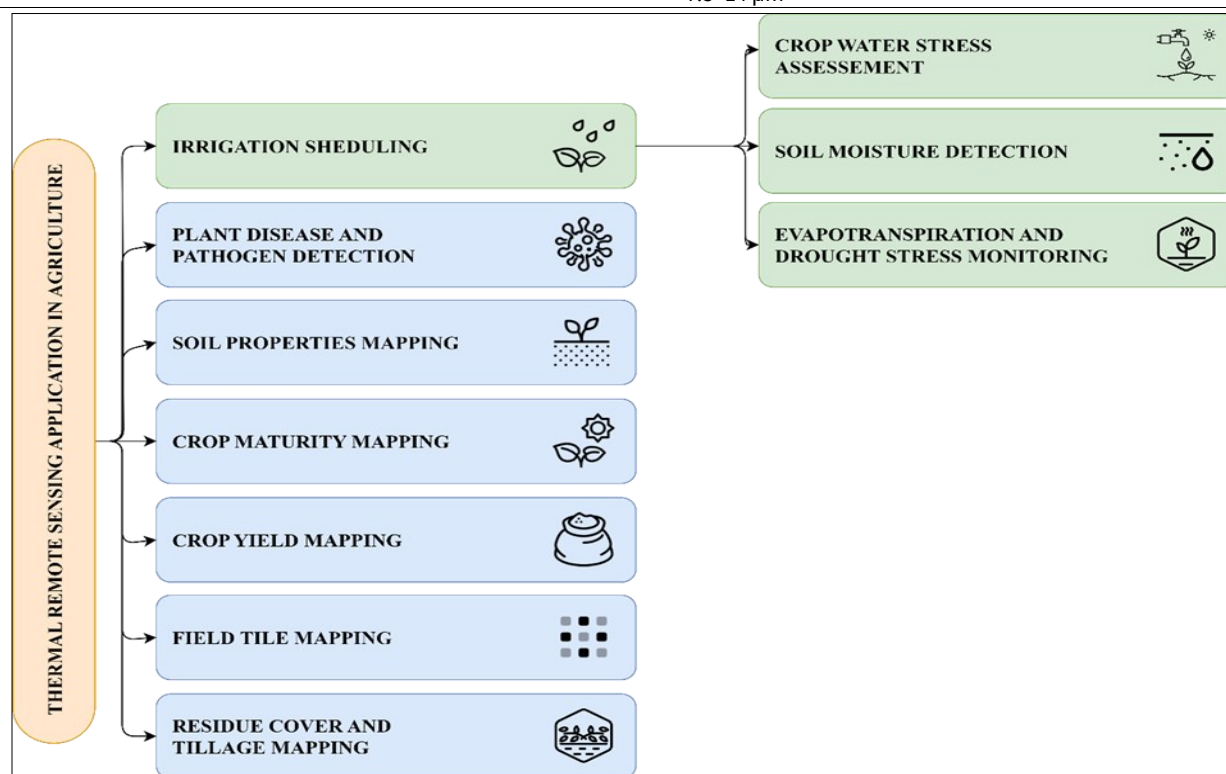 THERMAL REMOTE SENSING APPLICATION IN AGRICULTURE
IRRIGATION SHEDULING
PLANT DISEASE AND
PATHOGEN DETECTION
SOIL PROPERTIES MAPPING
CROP MATURITY MAPPING
CROP YIELD MAPPING
FIELD TILE MAPPING
RESIDUE COVER AND
TILLAGE MAPPING
CROP WATER STRESS
ASSESSEMENT
SOIL MOISTURE DETECTION
EVAPOTRANSPIRATION AND
DROUGHT STRESS MONITORING